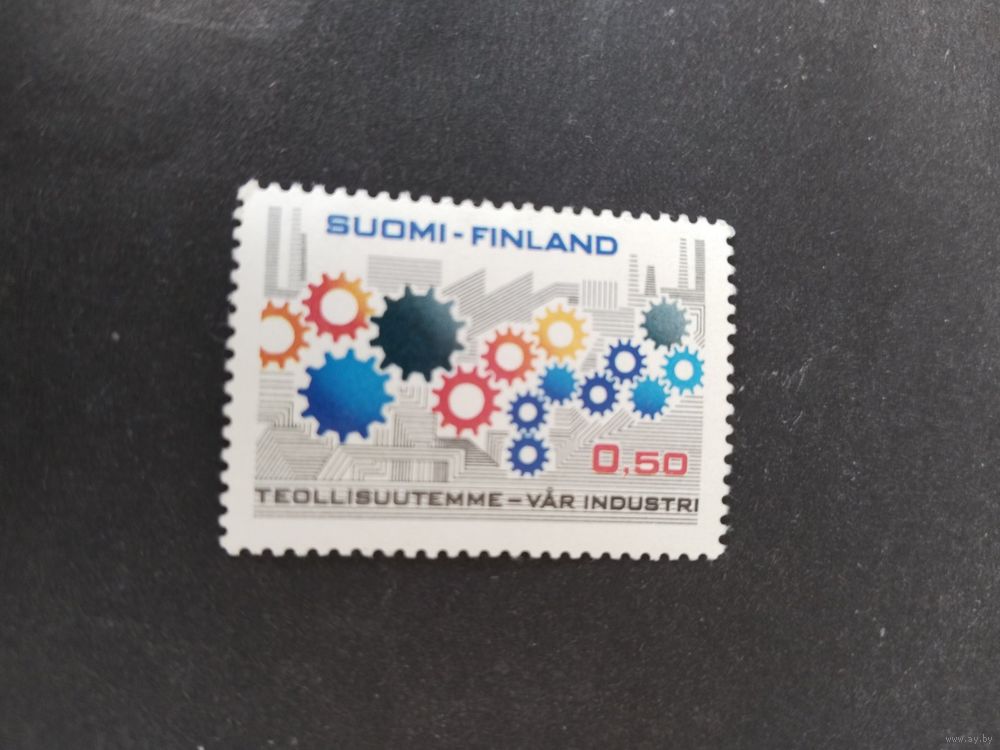 SUOMI-FINLAND
0,50
TEOLLISUUTEMME-VÅR INDUSTRI
www.ay.by